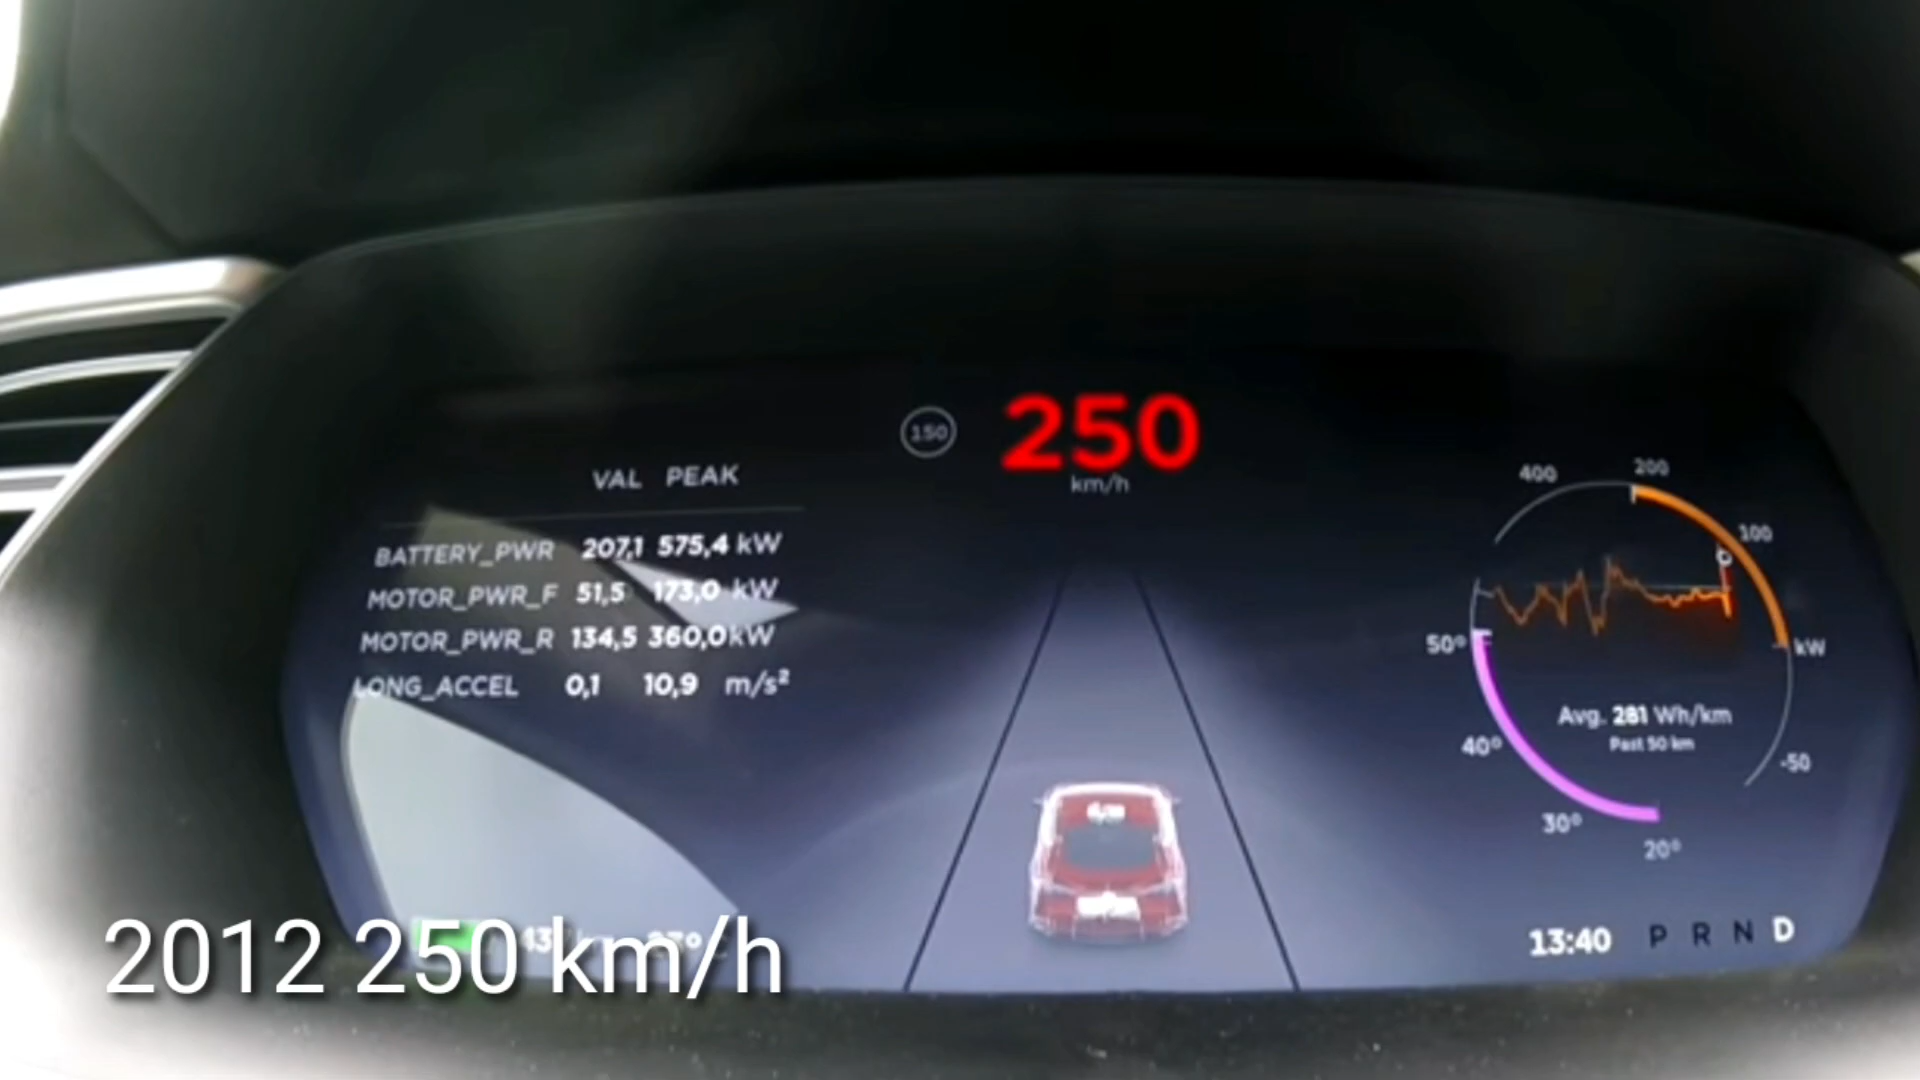 150 250
km/h
VAL PEAK
BATTERY_PWR 207,1 575,4 kW
MOTOR_PWR_F 51,5 173,0 kW
MOTOR_PWR_R 134,5 360,0 kW
LONG_ACCEL 0,1 10,9 m/s²
400 200
100
50° kW
Avg. 281 Wh/km
Past 50 km
40° -50
30°
20°
13:40 P R N D
2012 250 km/h